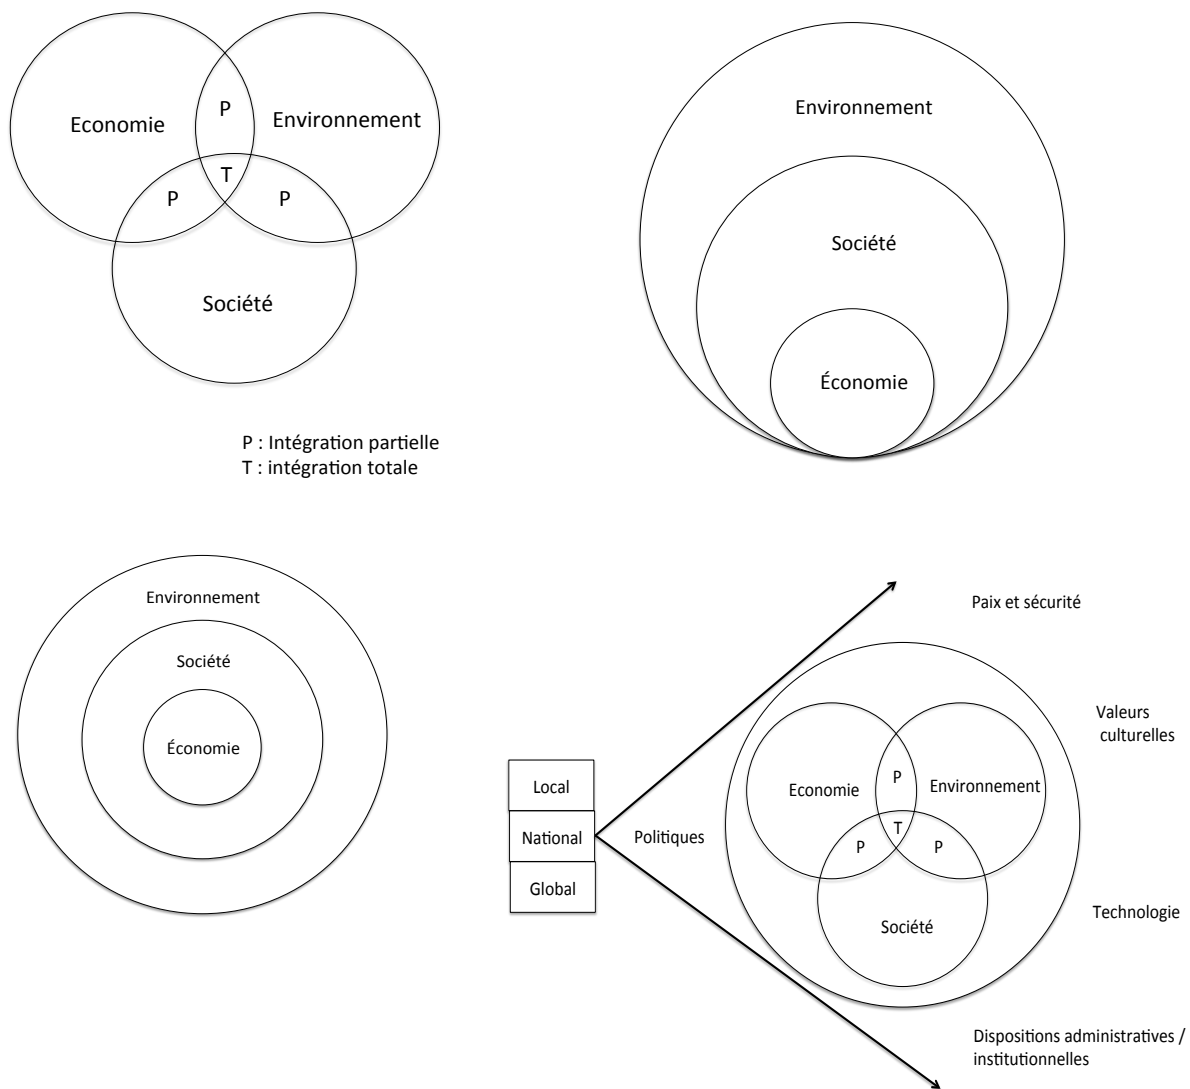 P
Economie
Environnement
T
P
P
Société
P : Intégration partielle
T : intégration totale
Environnement
Société
Économie
Environnement
Société
Économie
Local
National
Global
Politiques
Paix et sécurité
Valeurs
culturelles
P
Economie
Environnement
T
P
P
Société
Technologie
Dispositions administratives /
institutionnelles